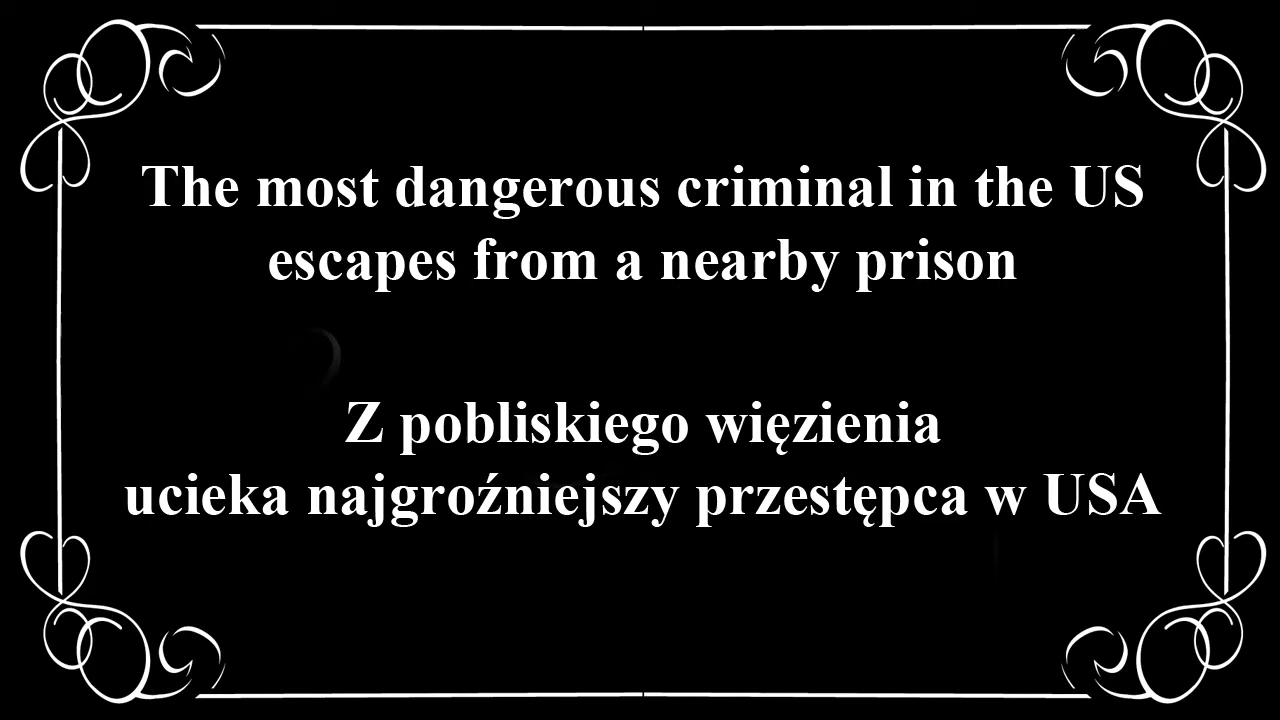 The most dangerous criminal in the US
escapes from a nearby prison
Z pobliskiego więzienia
ucieka najgroźniejszy przestępca w USA